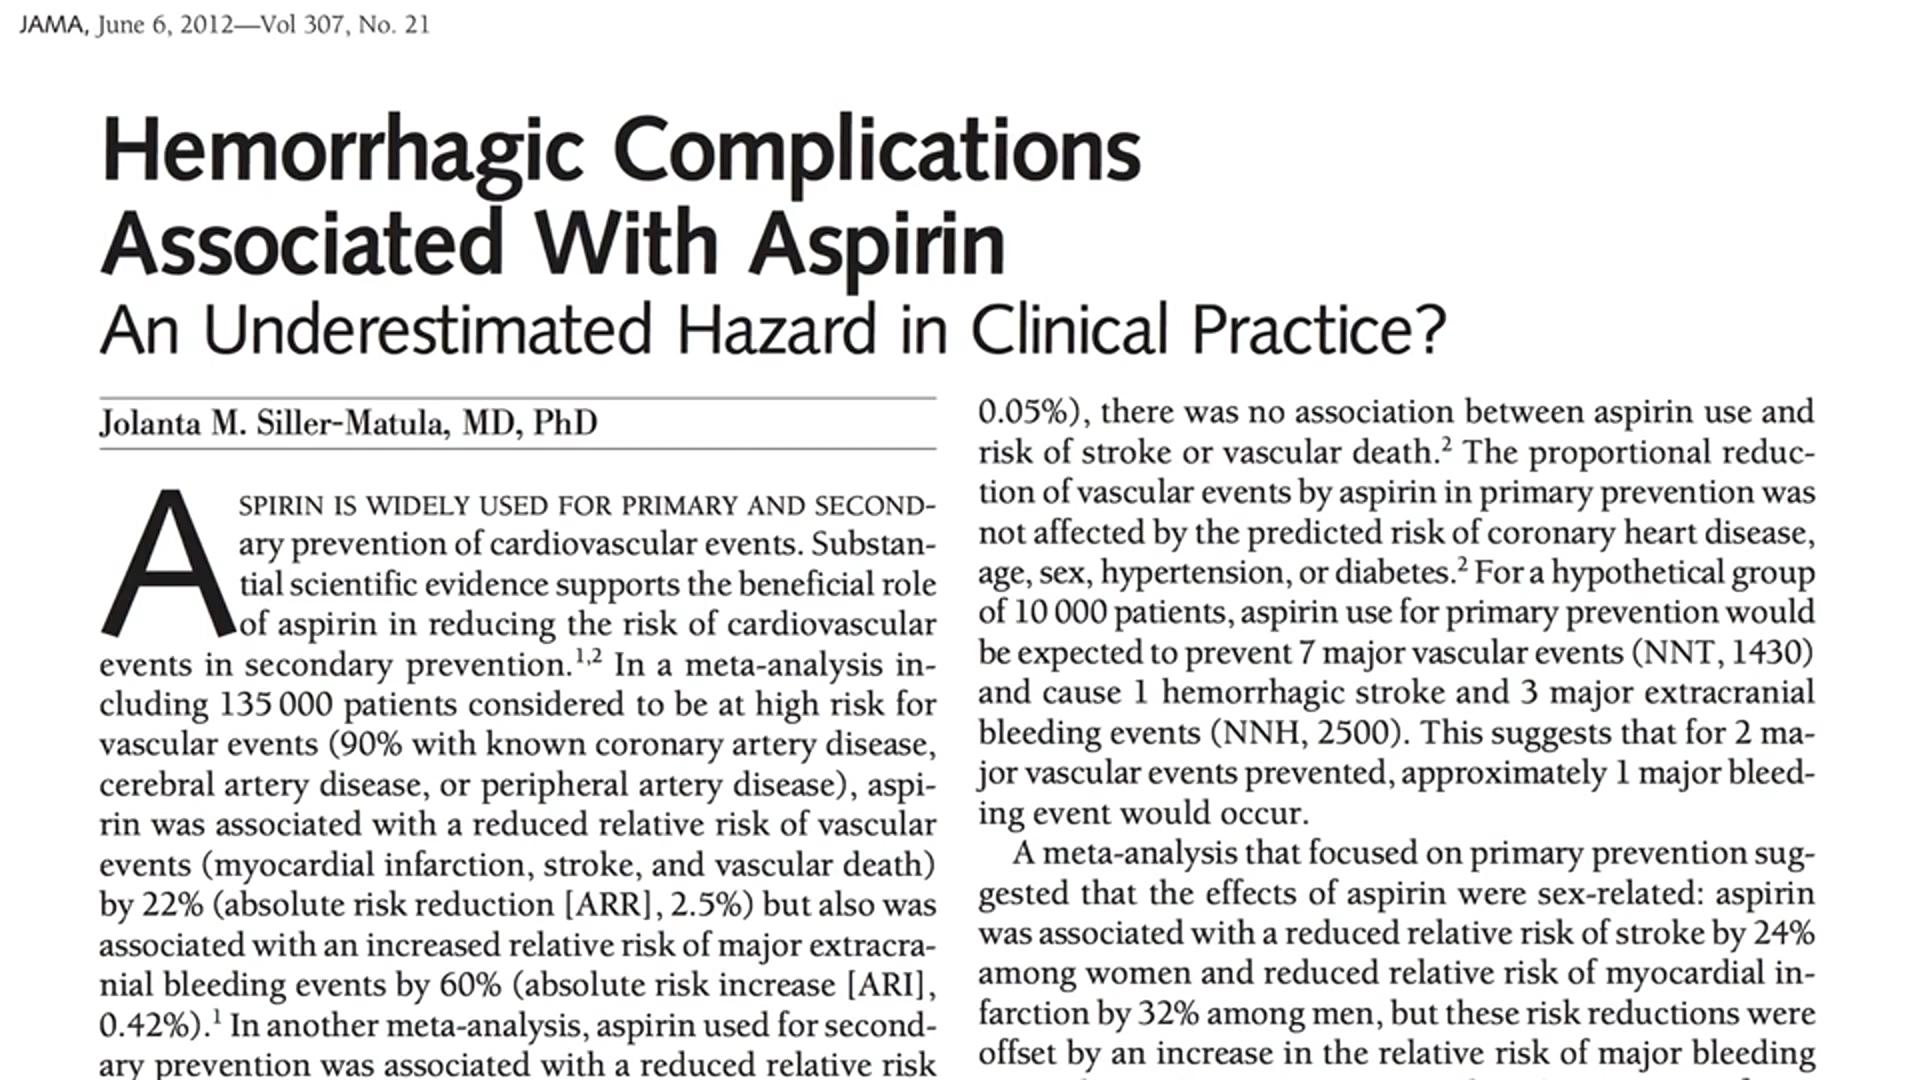 JAMA, June 6, 2012—Vol 307, No. 21
Hemorrhagic Complications
Associated With Aspirin
An Underestimated Hazard in Clinical Practice?
Jolanta M. Siller-Matula, MD, PhD
ASPIRIN IS WIDELY USED FOR PRIMARY AND SECOND-
ary prevention of cardiovascular events. Substan-
tial scientific evidence supports the beneficial role
of aspirin in reducing the risk of cardiovascular
events in secondary prevention.1,2 In a meta-analysis in-
cluding 135 000 patients considered to be at high risk for
vascular events (90% with known coronary artery disease,
cerebral artery disease, or peripheral artery disease), aspi-
rin was associated with a reduced relative risk of vascular
events (myocardial infarction, stroke, and vascular death)
by 22% (absolute risk reduction [ARR], 2.5%) but also was
associated with an increased relative risk of major extracra-
nial bleeding events by 60% (absolute risk increase [ARI],
0.42%).1 In another meta-analysis, aspirin used for second-
ary prevention was associated with a reduced relative risk
0.05%), there was no association between aspirin use and
risk of stroke or vascular death.2 The proportional reduc-
tion of vascular events by aspirin in primary prevention was
not affected by the predicted risk of coronary heart disease,
age, sex, hypertension, or diabetes.2 For a hypothetical group
of 10 000 patients, aspirin use for primary prevention would
be expected to prevent 7 major vascular events (NNT, 1430)
and cause 1 hemorrhagic stroke and 3 major extracranial
bleeding events (NNH, 2500). This suggests that for 2 ma-
jor vascular events prevented, approximately 1 major bleed-
ing event would occur.
A meta-analysis that focused on primary prevention sug-
gested that the effects of aspirin were sex-related: aspirin
was associated with a reduced relative risk of stroke by 24%
among women and reduced relative risk of myocardial in-
farction by 32% among men, but these risk reductions were
offset by an increase in the relative risk of major bleeding